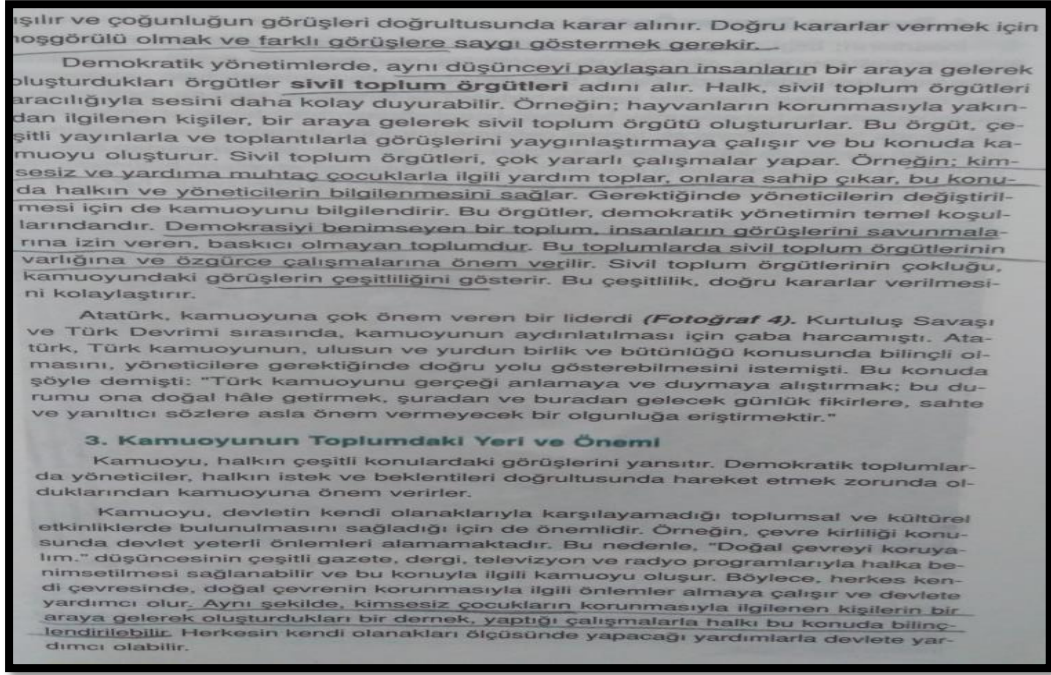 ışılır ve çoğunluğun görüşleri doğrultusunda karar alınır. Doğru kararlar vermek için
hoşgörülü olmak ve farklı görüşlere saygı göstermek gerekir.
Demokratik yönetimlerde, aynı düşünceyi paylaşan insanların bir araya gelerek
oluşturdukları örgütler sivil toplum örgütleri adını alır. Halk, sivil toplum örgütleri
aracılığıyla sesini daha kolay duyurabilir. Örneğin; hayvanların korunmasıyla yakın-
dan ilgilenen kişiler, bir araya gelerek sivil toplum örgütü oluştururlar. Bu örgüt, çe-
şitli yayınlarla ve toplantılarla görüşlerini yaygınlaştırmaya çalışır ve bu konuda ka-
muoyu oluşturur. Sivil toplum örgütleri, çok yararlı çalışmalar yapar. Örneğin; kim-
sesiz ve yardıma muhtaç çocuklarla ilgili yardım toplar, onlara sahip çıkar, bu konu-
da halkın ve yöneticilerin bilgilenmesini sağlar. Gerektiğinde yöneticilerin değiştiril-
mesi için de kamuoyunu bilgilendirir. Bu örgütler, demokratik yönetimin temel koşul-
larındandır. Demokrasiyi benimseyen bir toplum, insanların görüşlerini savunmala-
rına izin veren, baskıcı olmayan toplumdur. Bu toplumlarda sivil toplum örgütlerinin
varlığına ve özgürce çalışmalarına önem verilir. Sivil toplum örgütlerinin çokluğu,
kamuoyundaki görüşlerin çeşitliliğini gösterir. Bu çeşitlilik, doğru kararlar verilmesi-
ni kolaylaştırır.
Atatürk, kamuoyuna çok önem veren bir liderdi (Fotoğraf 4). Kurtuluş Savaşı
ve Türk Devrimi sırasında, kamuoyunun aydınlatılması için çaba harcamıştı. Ata-
türk, Türk kamuoyunun, ulusun ve yurdun birlik ve bütünlüğü konusunda bilinçli ol-
masını, yöneticilere gerektiğinde doğru yolu gösterebilmesini istemişti. Bu konuda
şöyle demişti: "Türk kamuoyunu gerçeği anlamaya ve duymaya alıştırmak; bu du-
rumu ona doğal hâle getirmek, şuradan ve buradan gelecek günlük fikirlere, sahte
ve yanıltıcı sözlere asla önem vermeyecek bir olgunluğa eriştirmektir."
3. Kamuoyunun Toplumdaki Yeri ve Önemi
Kamuoyu, halkın çeşitli konulardaki görüşlerini yansıtır. Demokratik toplumlar-
da yöneticiler, halkın istek ve beklentileri doğrultusunda hareket etmek zorunda ol-
duklarından kamuoyuna önem verirler.
Kamuoyu, devletin kendi olanaklarıyla karşılayamadığı toplumsal ve kültürel
etkinliklerde bulunulmasını sağladığı için de önemlidir. Örneğin, çevre kirliliği konu-
sunda devlet yeterli önlemleri alamamaktadır. Bu nedenle, "Doğal çevreyi koruya-
lım." düşüncesinin çeşitli gazete, dergi, televizyon ve radyo programlarıyla halka be-
nimsetilmesi sağlanabilir ve bu konuyla ilgili kamuoyu oluşur. Böylece, herkes ken-
di çevresinde, doğal çevrenin korunmasıyla ilgili önlemler almaya çalışır ve devlete
yardımcı olur. Aynı şekilde, kimsesiz çocukların korunmasıyla ilgilenen kişilerin bir
araya gelerek oluşturdukları bir dernek, yaptığı çalışmalarla halkı bu konuda bilinç-
lendirilebilir. Herkesin kendi olanakları ölçüsünde yapacağı yardımlarla devlete yar-
dımcı olabilir.